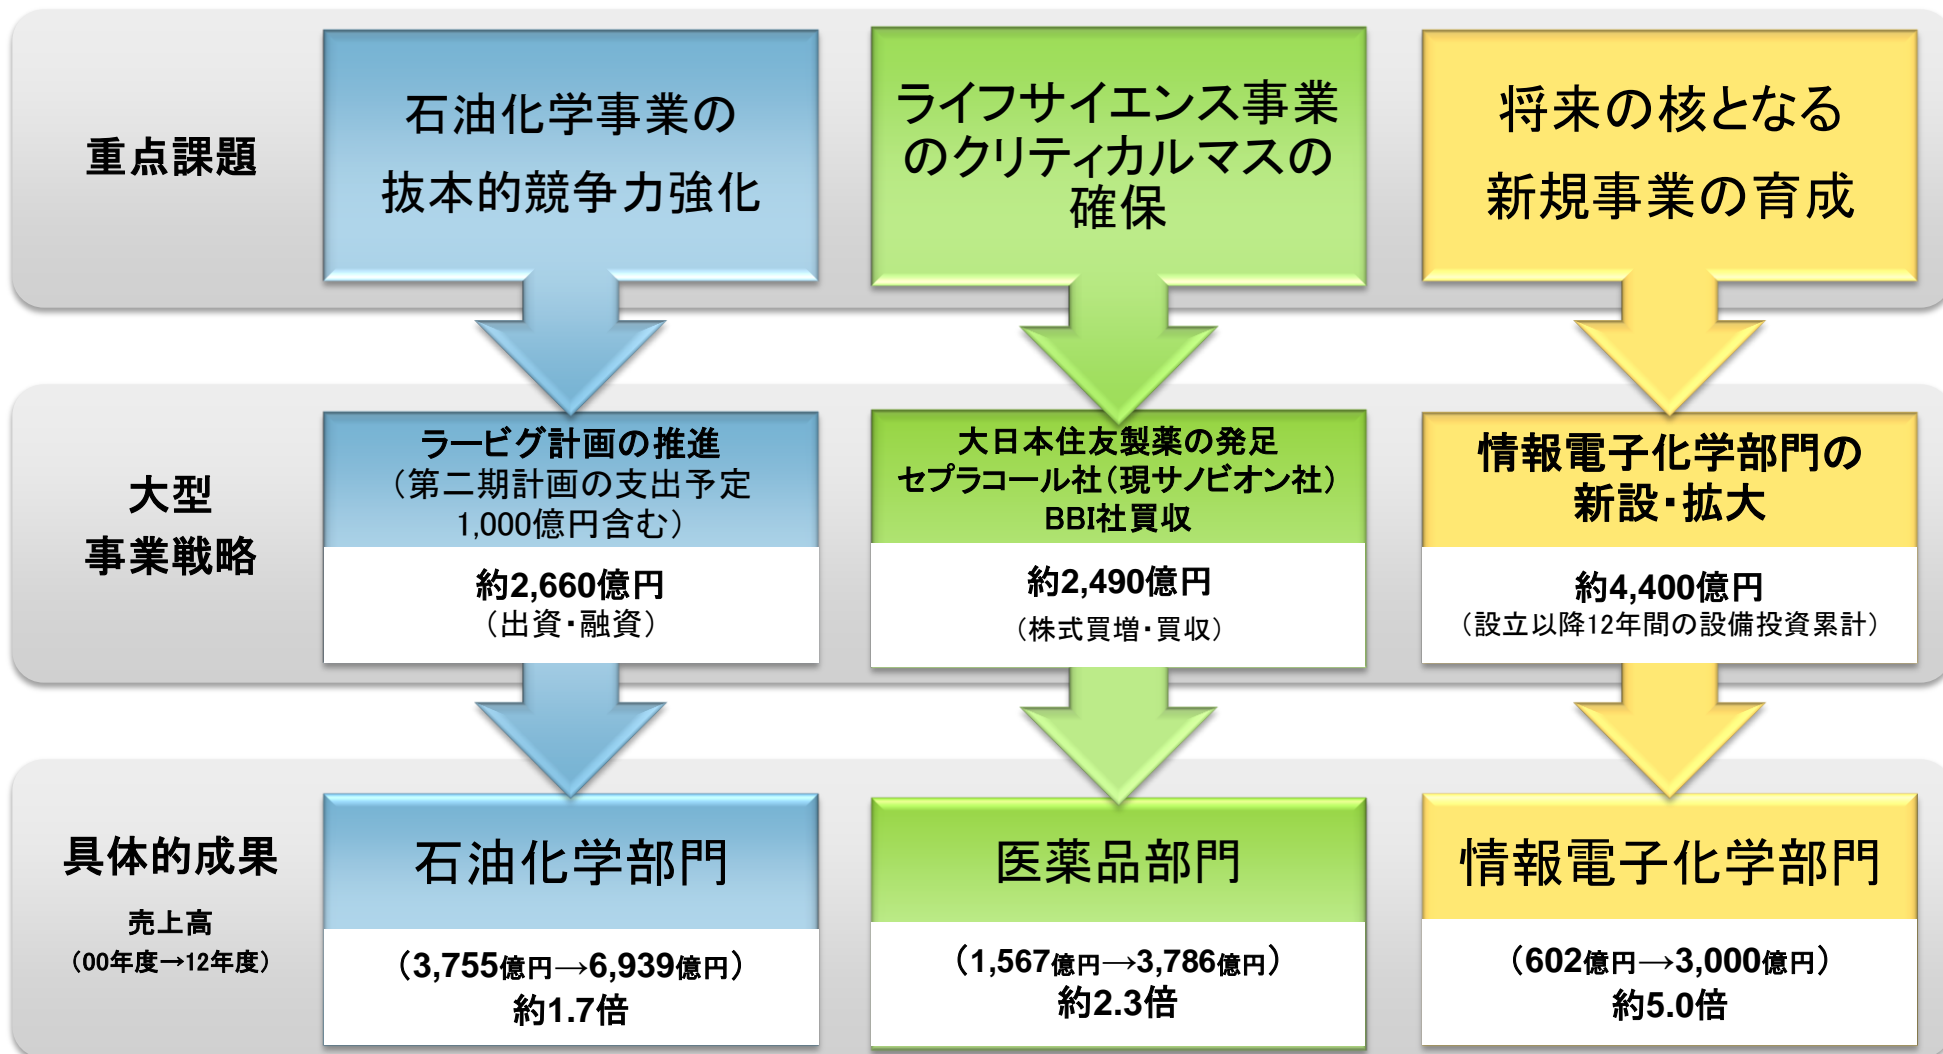 重点課題
石油化学事業の
抜本的競争力強化
ライフサイエンス事業
のクリティカルマスの
確保
将来の核となる
新規事業の育成
大型
事業戦略
ラービグ計画の推進
（第二期計画の支出予定
1,000億円含む）
約2,660億円
（出資・融資）
大日本住友製薬の発足
セプラコール社（現サノビオン社）
BBI社買収
約2,490億円
（株式買増・買収）
情報電子化学部門の
新設・拡大
約4,400億円
（設立以降12年間の設備投資累計）
具体的成果
売上高
（00年度→12年度）
石油化学部門
（3,755億円→6,939億円）
約1.7倍
医薬品部門
（1,567億円→3,786億円）
約2.3倍
情報電子化学部門
（602億円→3,000億円）
約5.0倍